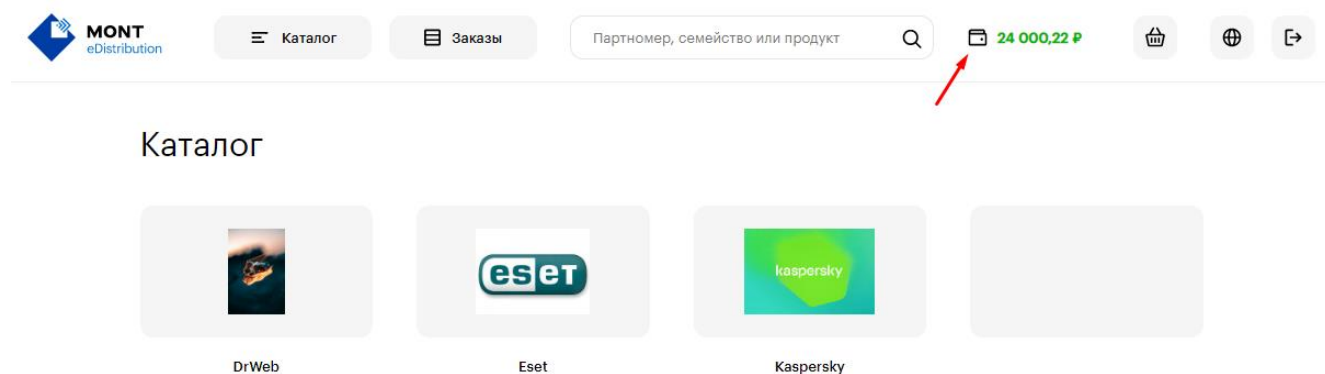 MONT
eDistribution
Каталог
Заказы
Партномер, семейство или продукт
24 000,22 ₽
Каталог
eset
kaspersky
DrWeb
Eset
Kaspersky